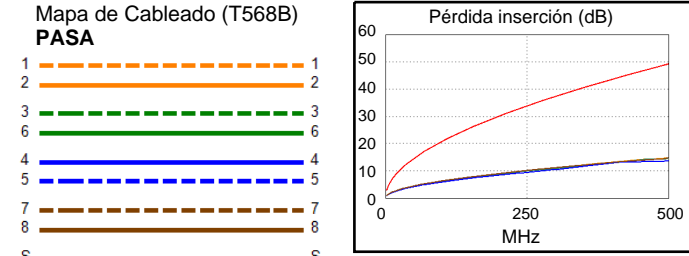 Mapa de Cableado (T568B)
PASA
1 1
2 2
3 3
6 6
4 4
5 5
7 7
8 8
S S
Pérdida inserción (dB)
60
50
40
30
20
10
0
0 250 500
MHz